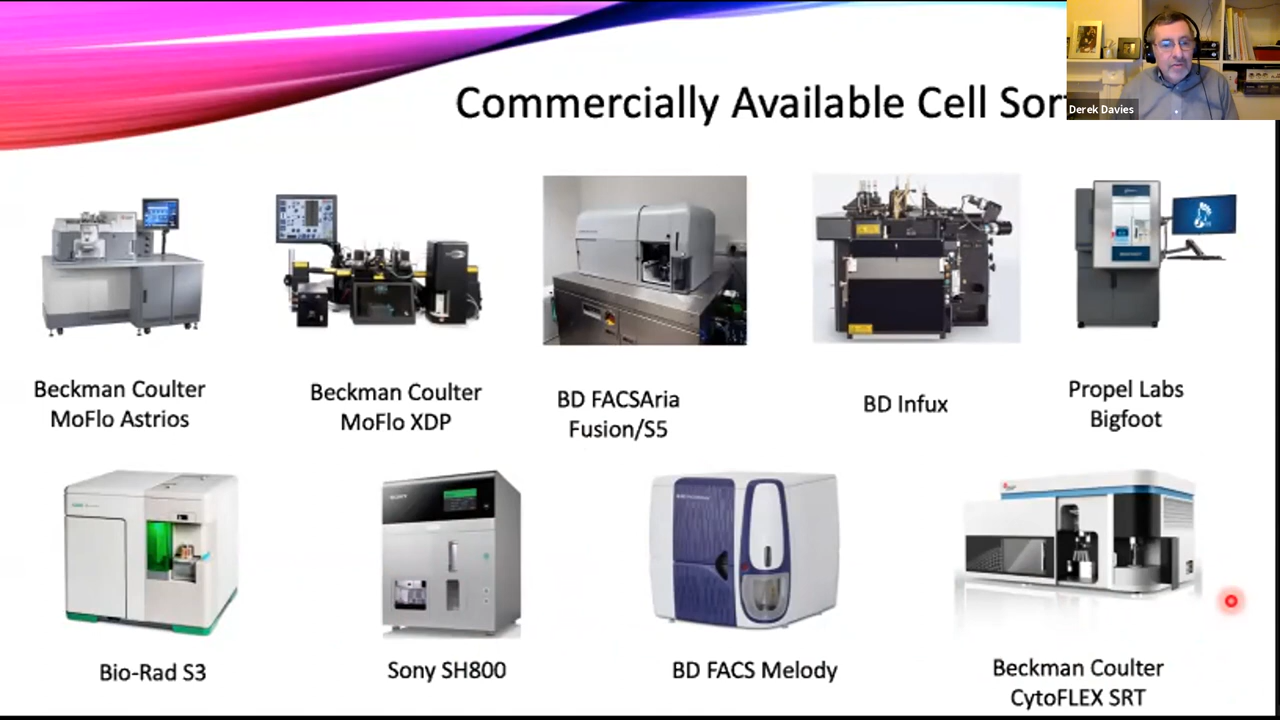 Commercially Available Cell Sor
Derek Davies
Beckman Coulter
MoFlo Astrios
Beckman Coulter
MoFlo XDP
BD FACSAria
Fusion/S5
BD Infux
Propel Labs
Bigfoot
Bio-Rad S3
SONY
Sony SH800
BD FACS Melody
Beckman Coulter
CytoFLEX SRT